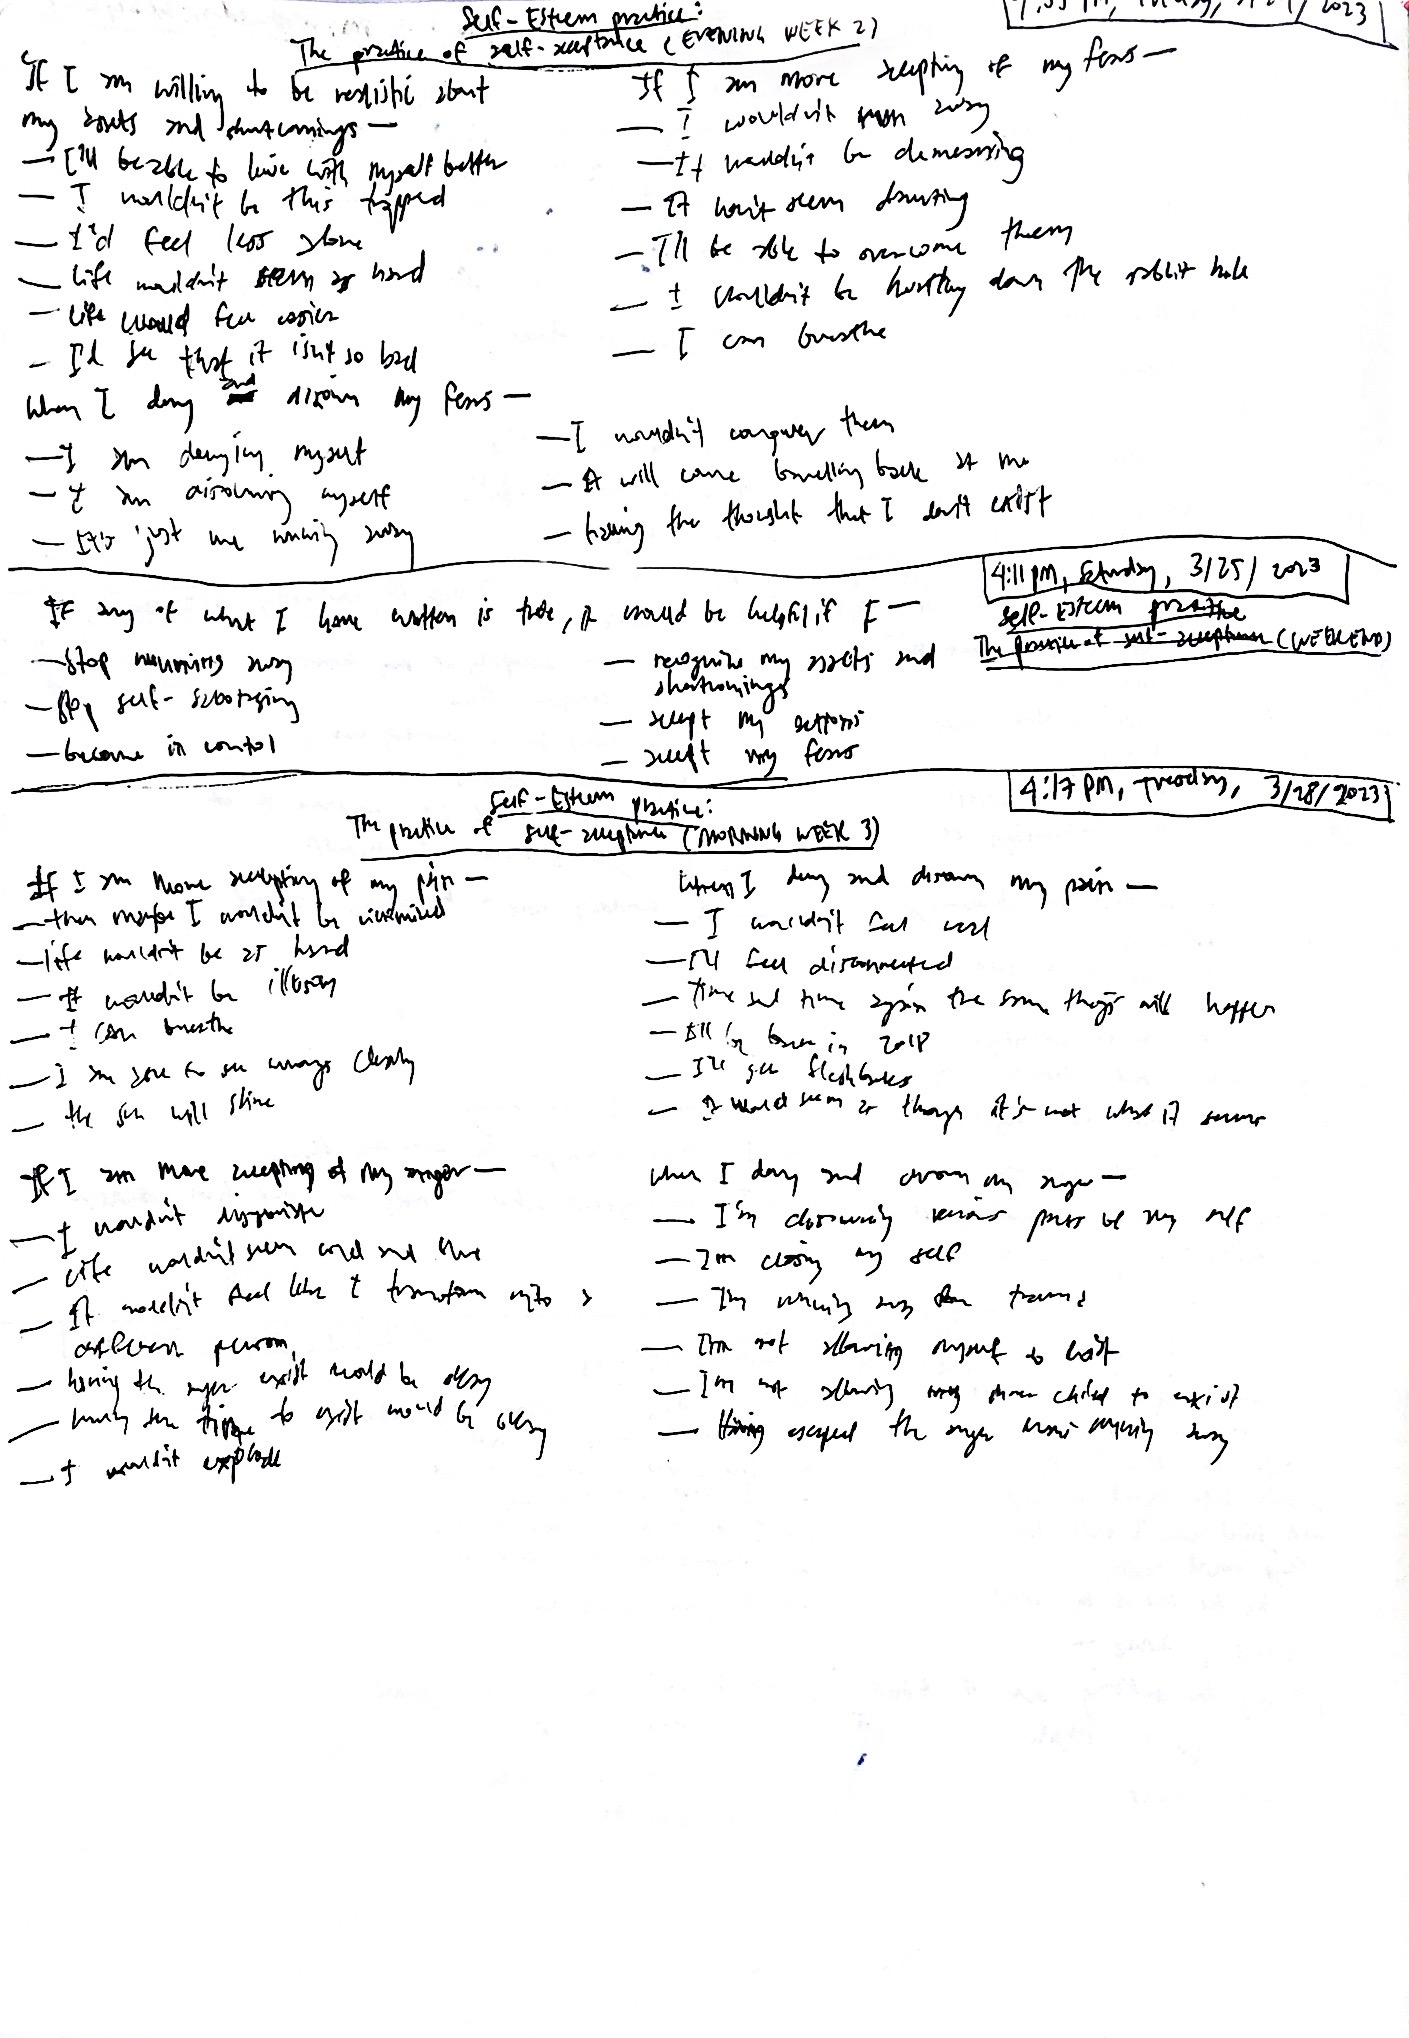 Self-Esteem practice:
The practice of self-acceptance (EVENING WEEK 2)
2023
If I am willing to be realistic about
my assets and shortcomings —
— I'll be able to live with myself better
— I wouldn't be this trapped
— I'd feel less alone
— Life wouldn't seem as hard
— Life would feel easier
— I'd see that it isn't so bad
If I am more accepting of my fears —
— I wouldn't run away
— It wouldn't be demeaning
— It won't seem daunting
— I'll be able to overcome them
— I wouldn't be hurtling down the rabbit hole
— I can breathe
When I deny and disown my fears —
— I am denying myself
— I am disowning myself
— It's just me running away
— I wouldn't conquer them
— It will come barrelling back at me
— having the thought that I don't exist
4:11 pm, Saturday, 3/25/2023
Self-Esteem practice
The practice of self-acceptance (WEEKEND)
If any of what I have written is true, it would be helpful if I —
— Stop running away
— Stop self-sabotaging
— become in control
— recognize my assets and
shortcomings
— accept my actions
— accept my fears
4:17 PM, Tuesday, 3/28/2023
Self-Esteem practice:
The practice of self-acceptance (MORNING WEEK 3)
If I am more accepting of my pain —
— then maybe I wouldn't be victimized
— life wouldn't be as hard
— It wouldn't be illusory
— I can breathe
— I am able to see things clearly
— the sun will shine
When I deny and disown my pain —
— I wouldn't feel real
— I'll feel disconnected
— Time and time again the same things will happen
— I'll be back in 2018
— I'll get flashbacks
— It would seem as though it's not what it seems
If I am more accepting of my anger —
— I wouldn't
— Life wouldn't seem cruel and
— It wouldn't feel like I transform into a
different person
— having the anger exist would be okay
— having the to exist would be okay
— I wouldn't explode
When I deny and disown my anger —
— I'm disowning various parts of my self
— I'm closing my self
— I'm running away from trauma
— I'm not allowing myself to exist
— I'm not allowing my inner child to exist
— escaped the anger means running away